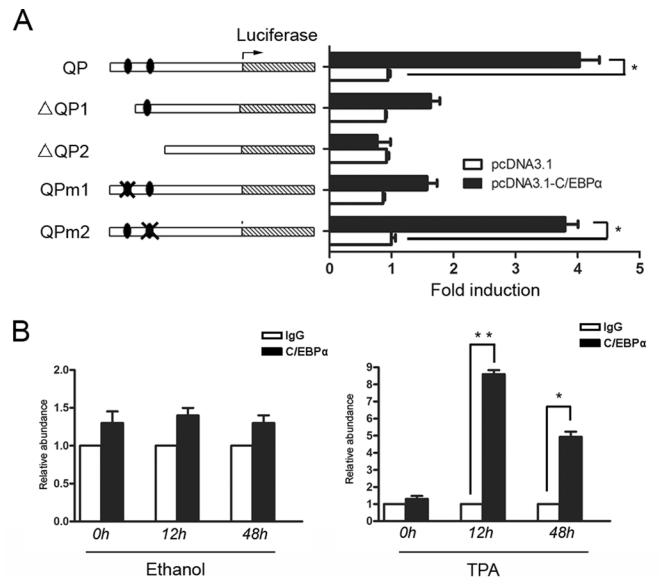 A
Luciferase
QP
△QP1
△QP2
QPm1
QPm2
*
pcDNA3.1
pcDNA3.1-C/EBPα
*
0 1 2 3 4 5
Fold induction
B
IgG
C/EBPα
2.0
1.5
1.0
0.5
0.0
Relative abundance
0h 12h 48h
Ethanol
IgG
C/EBPα
* *
*
9
8
7
6
5
4
3
2
1
0
Relative abundance
0h 12h 48h
TPA